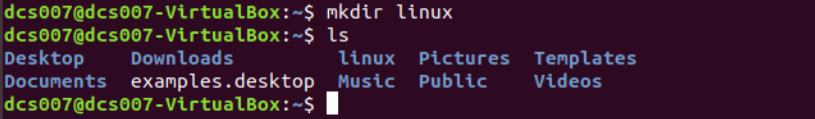 dcs007@dcs007-VirtualBox:~$ mkdir linux
dcs007@dcs007-VirtualBox:~$ ls
Desktop    Downloads         linux  Pictures  Templates
Documents  examples.desktop  Music  Public    Videos
dcs007@dcs007-VirtualBox:~$